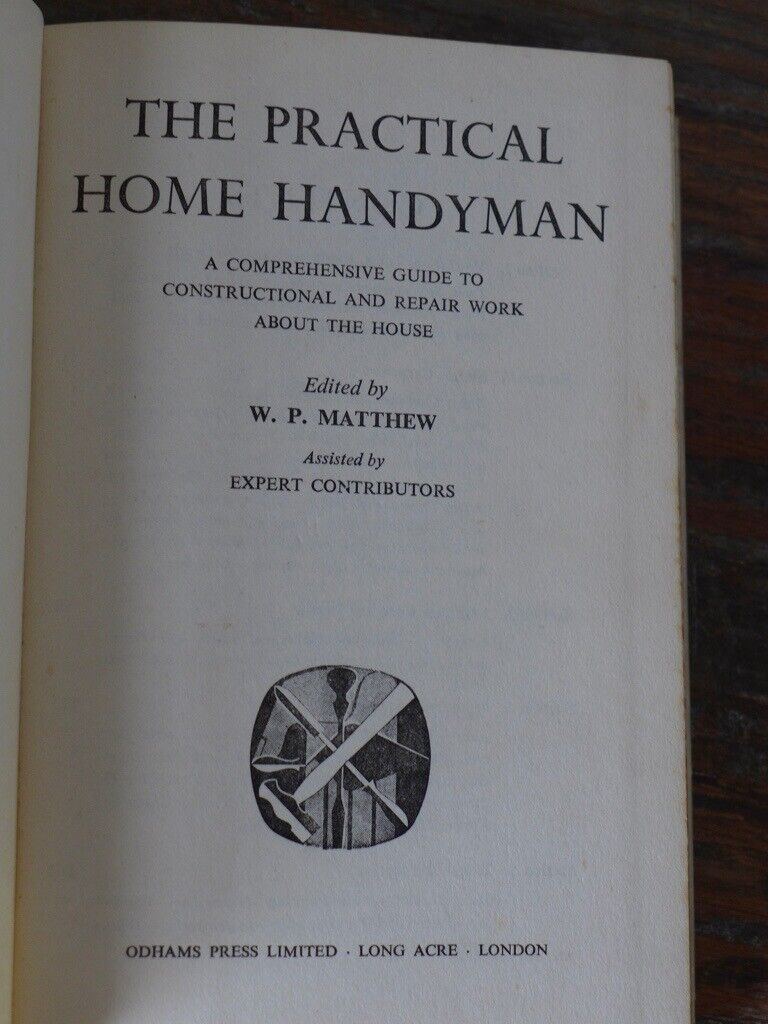 THE PRACTICAL
HOME HANDYMAN
A COMPREHENSIVE GUIDE TO
CONSTRUCTIONAL AND REPAIR WORK
ABOUT THE HOUSE
Edited by
W. P. MATTHEW
Assisted by
EXPERT CONTRIBUTORS
ODHAMS PRESS LIMITED · LONG ACRE · LONDON